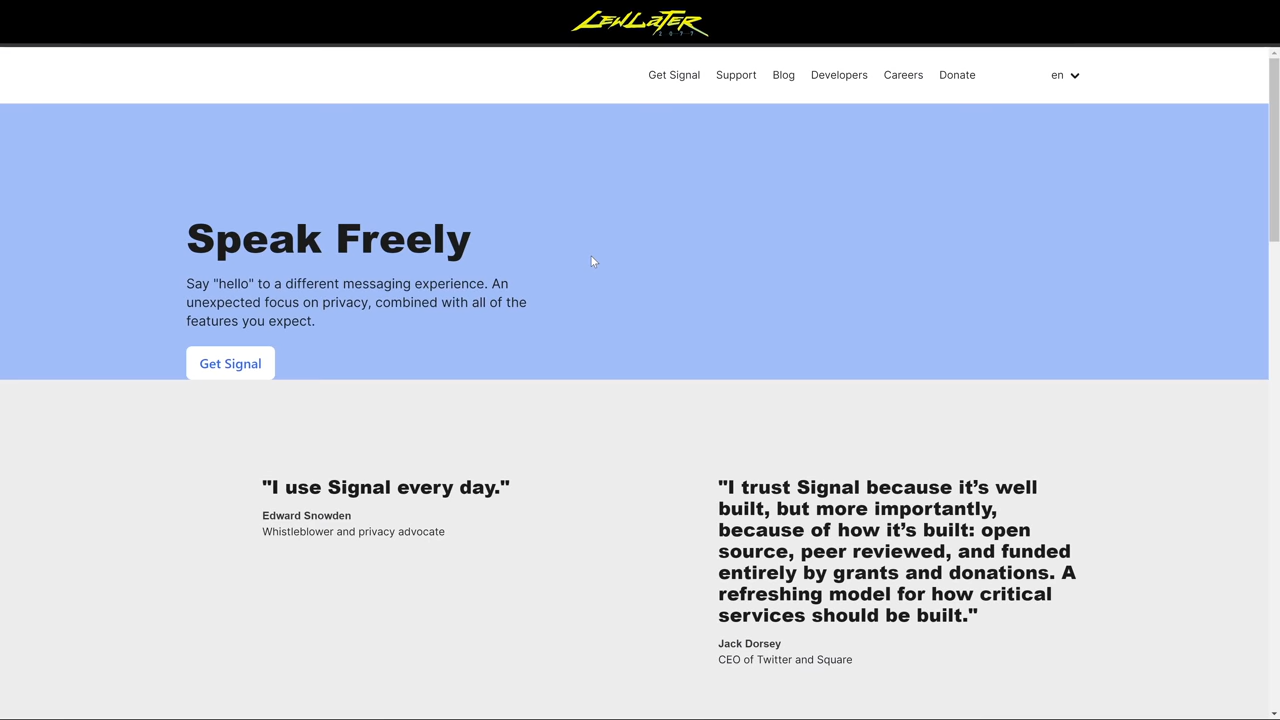 LEWLATER
2077
Get Signal Support Blog Developers Careers Donate en
Speak Freely
Say "hello" to a different messaging experience. An
unexpected focus on privacy, combined with all of the
features you expect.
Get Signal
"I use Signal every day."
Edward Snowden
Whistleblower and privacy advocate
"I trust Signal because it’s well
built, but more importantly,
because of how it’s built: open
source, peer reviewed, and funded
entirely by grants and donations. A
refreshing model for how critical
services should be built."
Jack Dorsey
CEO of Twitter and Square